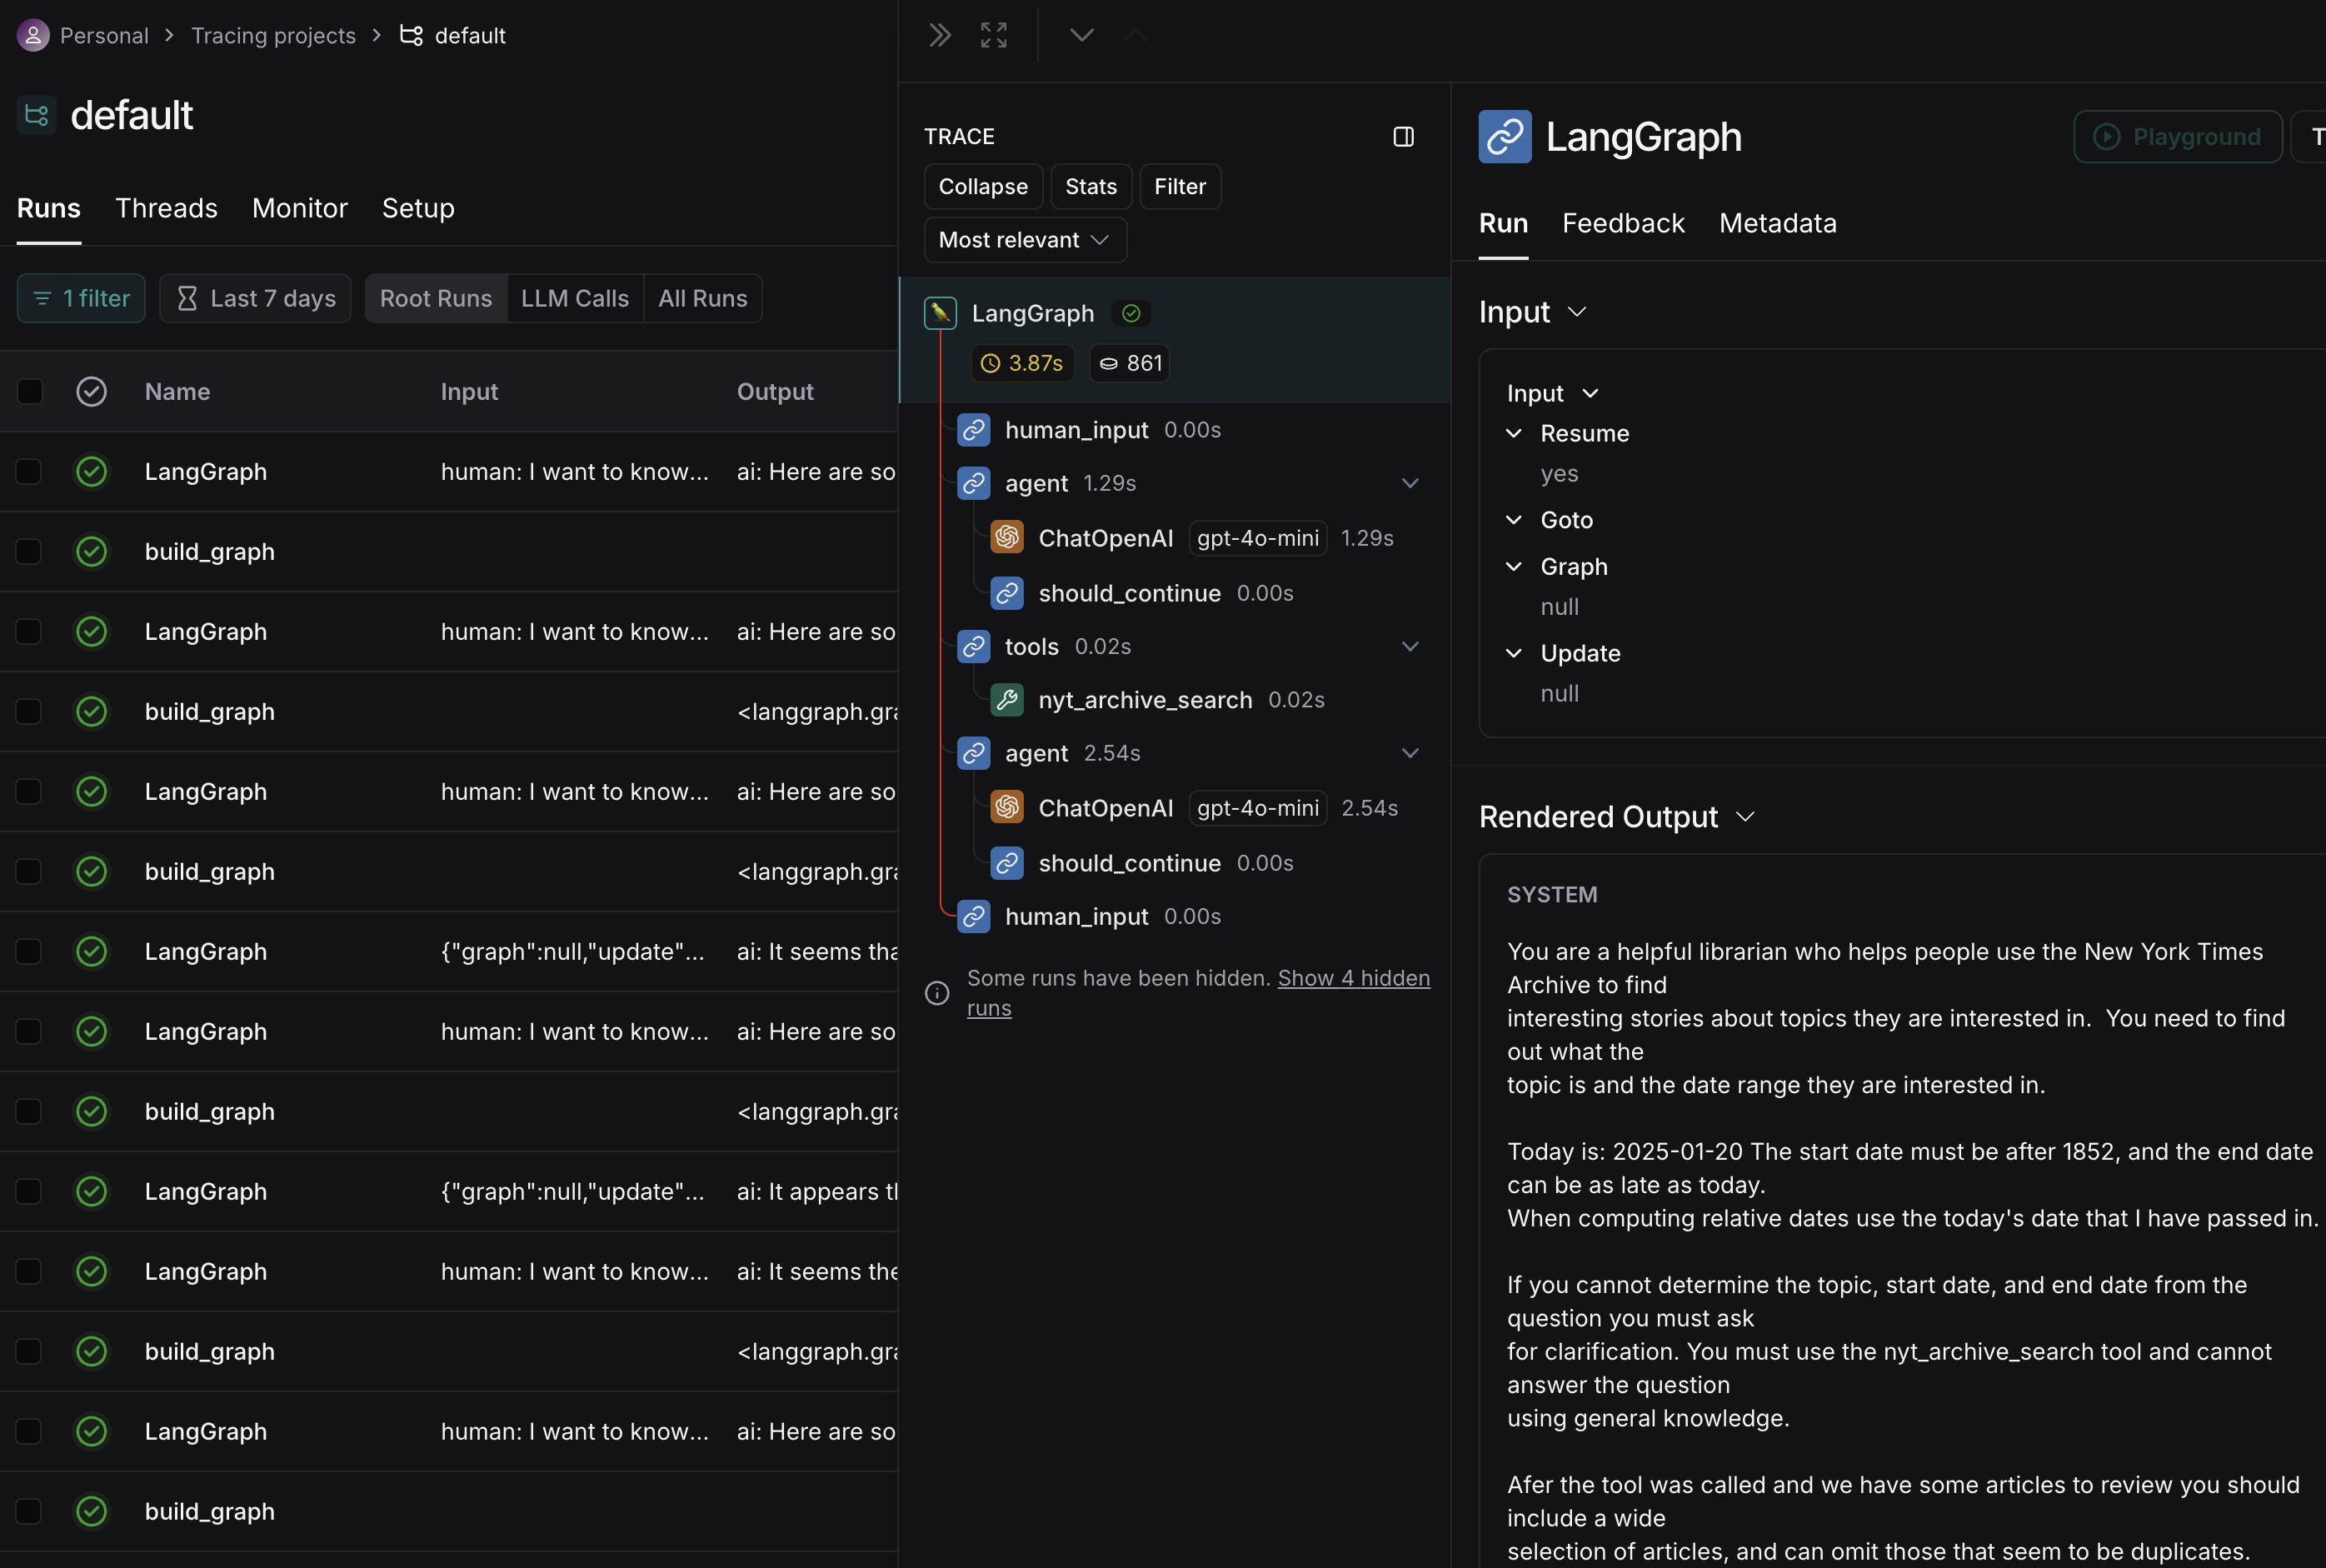 Personal > Tracing projects > default
default
Runs Threads Monitor Setup
1 filter Last 7 days Root Runs LLM Calls All Runs
Name Input Output
LangGraph human: I want to know... ai: Here are so
build_graph
LangGraph human: I want to know... ai: Here are so
build_graph <langgraph.gra
LangGraph human: I want to know... ai: Here are so
build_graph <langgraph.gra
LangGraph {"graph":null,"update"... ai: It seems tha
LangGraph human: I want to know... ai: Here are so
build_graph <langgraph.gra
LangGraph {"graph":null,"update"... ai: It appears t
LangGraph human: I want to know... ai: It seems the
build_graph <langgraph.gra
LangGraph human: I want to know... ai: Here are so
build_graph
TRACE
Collapse Stats Filter
Most relevant
LangGraph
3.87s 861
human_input 0.00s
agent 1.29s
ChatOpenAI gpt-4o-mini 1.29s
should_continue 0.00s
tools 0.02s
nyt_archive_search 0.02s
agent 2.54s
ChatOpenAI gpt-4o-mini 2.54s
should_continue 0.00s
human_input 0.00s
Some runs have been hidden. Show 4 hidden
runs
LangGraph
Playground T
Run Feedback Metadata
Input
Input
Resume
yes
Goto
Graph
null
Update
null
Rendered Output
SYSTEM
You are a helpful librarian who helps people use the New York Times
Archive to find
interesting stories about topics they are interested in.  You need to find
out what the
topic is and the date range they are interested in.
Today is: 2025-01-20 The start date must be after 1852, and the end date
can be as late as today.
When computing relative dates use the today's date that I have passed in.
If you cannot determine the topic, start date, and end date from the
question you must ask
for clarification. You must use the nyt_archive_search tool and cannot
answer the question
using general knowledge.
Afer the tool was called and we have some articles to review you should
include a wide
selection of articles, and can omit those that seem to be duplicates.